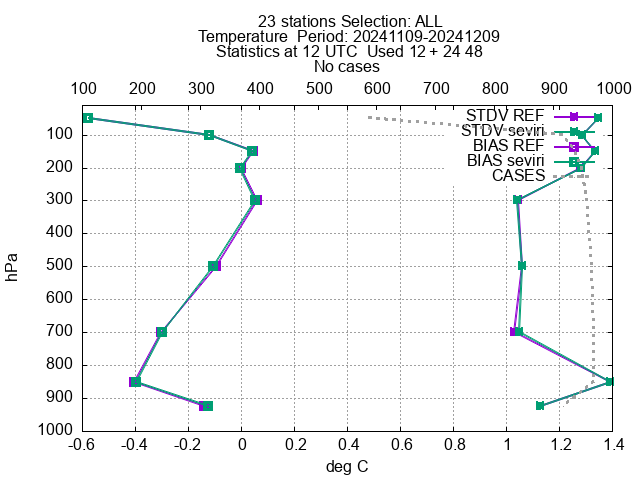 23 stations Selection: ALL
Temperature  Period: 20241109-20241209
Statistics at 12 UTC  Used 12 + 24 48
No cases
100 200 300 400 500 600 700 800 900 1000
STDV REF
STDV seviri
BIAS REF
BIAS seviri
CASES
hPa
100
200
300
400
500
600
700
800
900
1000
-0.6 -0.4 -0.2 0 0.2 0.4 0.6 0.8 1 1.2 1.4
deg C